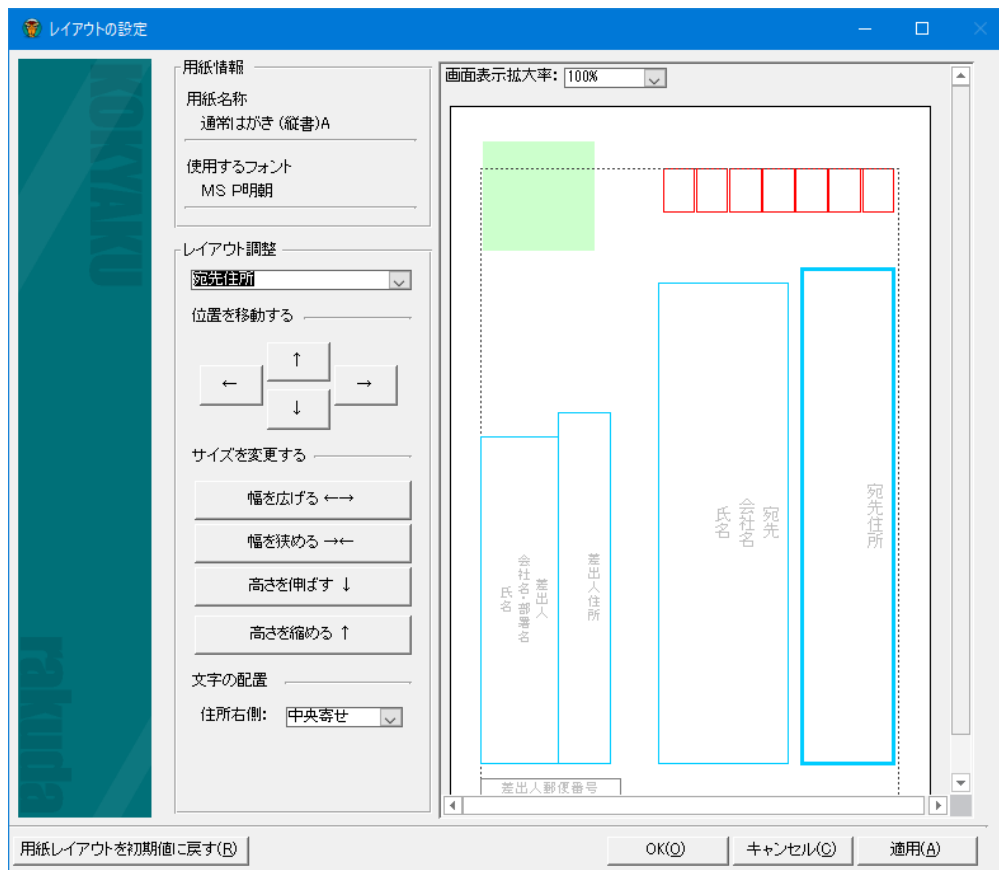 レイアウトの設定
KOKYAKU
rakuda
用紙情報
用紙名称
通常はがき (縦書)A
使用するフォント
MS P明朝
レイアウト調整
宛先住所
位置を移動する
↑
←
→
↓
サイズを変更する
幅を広げる ←→
幅を狭める →←
高さを伸ばす ↓
高さを縮める ↑
文字の配置
住所右側: 中央寄せ
画面表示拡大率: 100%
宛先住所
宛先
会社名
氏名
差出人住所
差出人
会社名・部署名
氏名
差出人郵便番号
用紙レイアウトを初期値に戻す(R)
OK(O)
キャンセル(C)
適用(A)